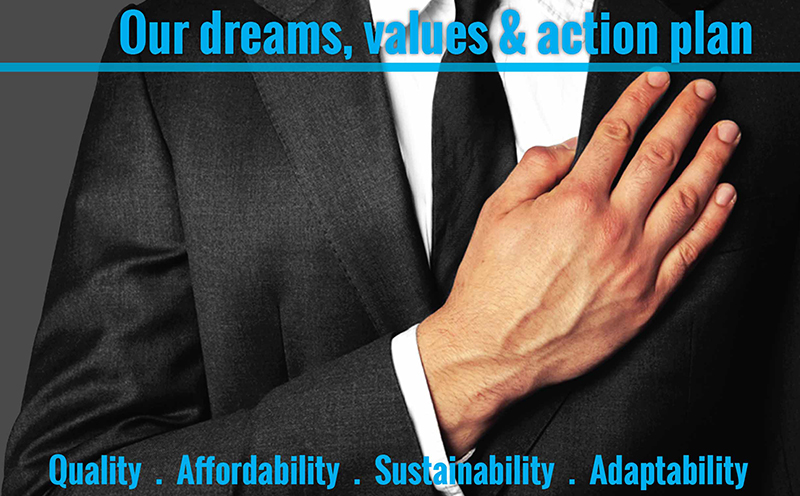 Our dreams, values & action plan
Quality . Affordability . Sustainability . Adaptability